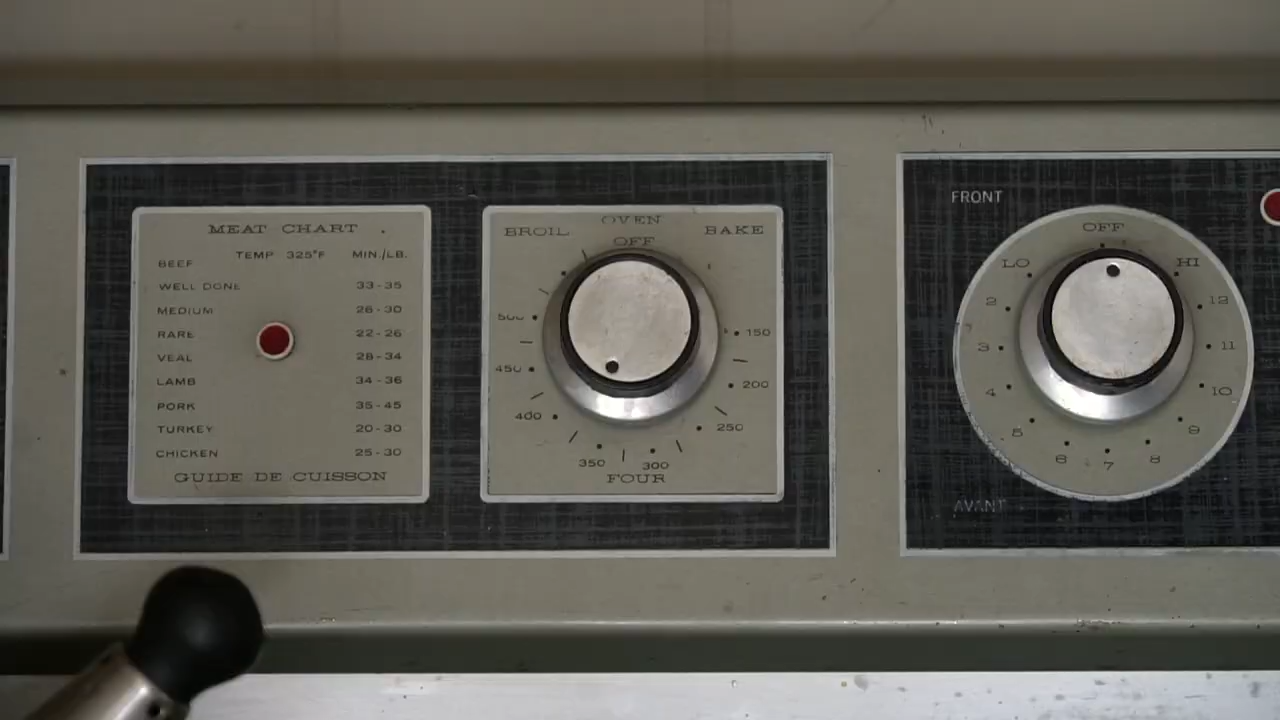 MEAT CHART
TEMP 325°F MIN./LB.
BEEF
WELL DONE 33-35
MEDIUM 26-30
RARE 22-26
VEAL 28-34
LAMB 34-36
PORK 35-45
TURKEY 20-30
CHICKEN 25-30
GUIDE DE CUISSON
OVEN
BROIL OFF BAKE
500 150
450 200
400 250
350 300
FOUR
FRONT
OFF
LO HI
2 12
3 11
4 10
5 9
6 7 8
AVANT